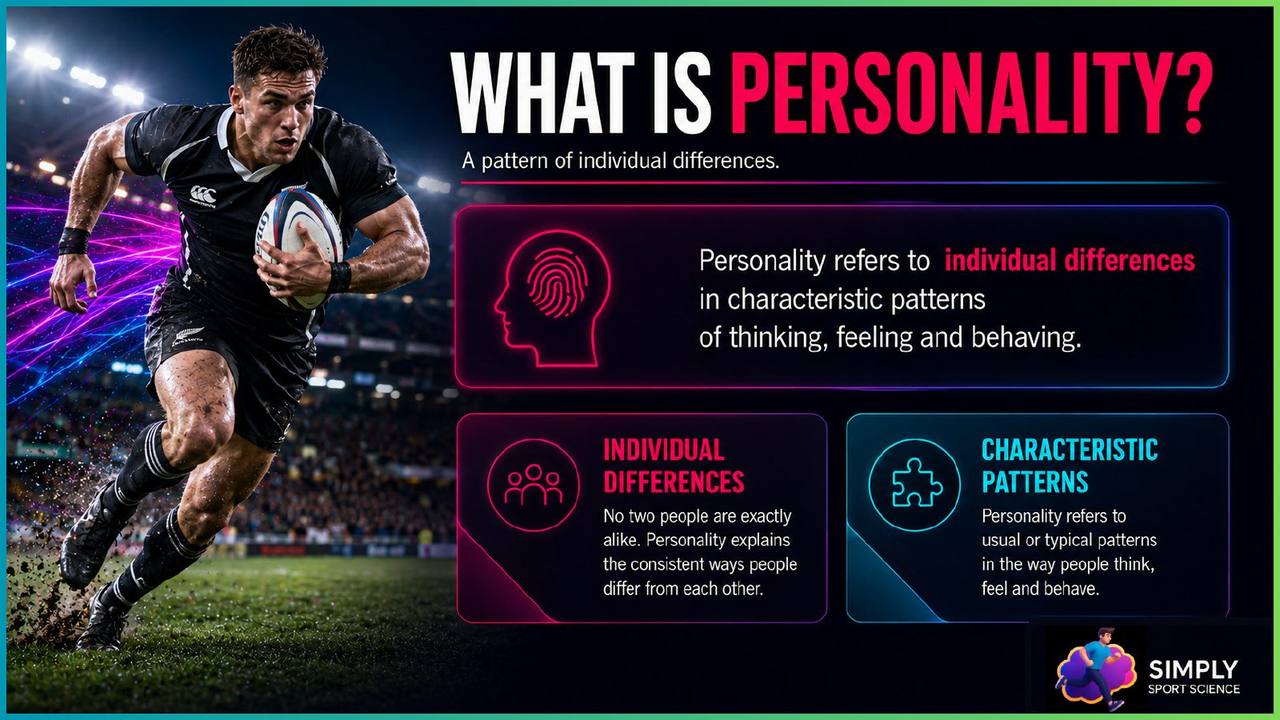 WHAT IS PERSONALITY?
A pattern of individual differences.
Personality refers to individual differences
in characteristic patterns
of thinking, feeling and behaving.
INDIVIDUAL
DIFFERENCES
No two people are exactly
alike. Personality explains
the consistent ways people
differ from each other.
CHARACTERISTIC
PATTERNS
Personality refers to
usual or typical patterns
in the way people think,
feel and behave.
SIMPLY
SPORT SCIENCE